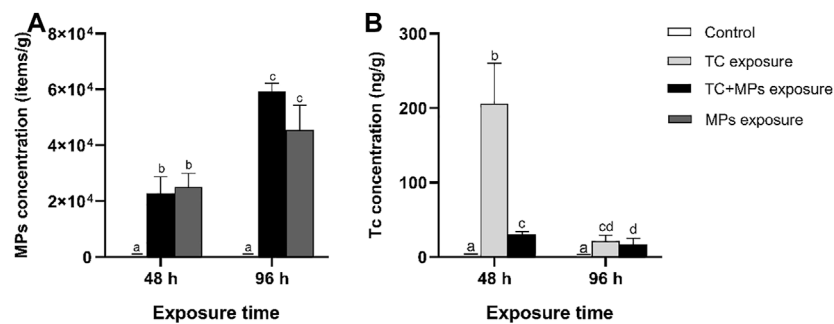 A
MPs concentration (items/g)
8×10⁴
6×10⁴
4×10⁴
2×10⁴
0
a
b
b
a
c
c
48 h
96 h
Exposure time
B
Tc concentration (ng/g)
300
200
100
0
a
b
c
a
cd
d
48 h
96 h
Exposure time
Control
TC exposure
TC+MPs exposure
MPs exposure